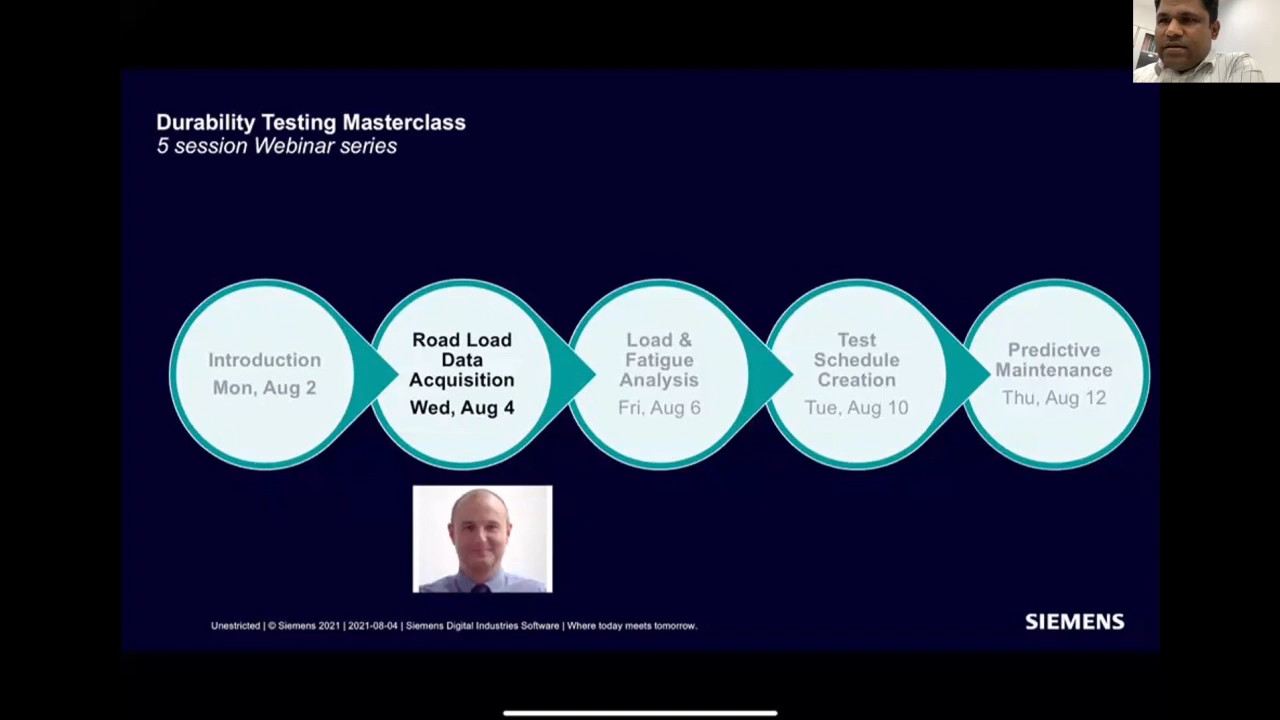 Durability Testing Masterclass
5 session Webinar series
Introduction
Mon, Aug 2
Road Load
Data
Acquisition
Wed, Aug 4
Load &
Fatigue
Analysis
Fri, Aug 6
Test
Schedule
Creation
Tue, Aug 10
Predictive
Maintenance
Thu, Aug 12
Unestricted | © Siemens 2021 | 2021-08-04 | Siemens Digital Industries Software | Where today meets tomorrow.
SIEMENS